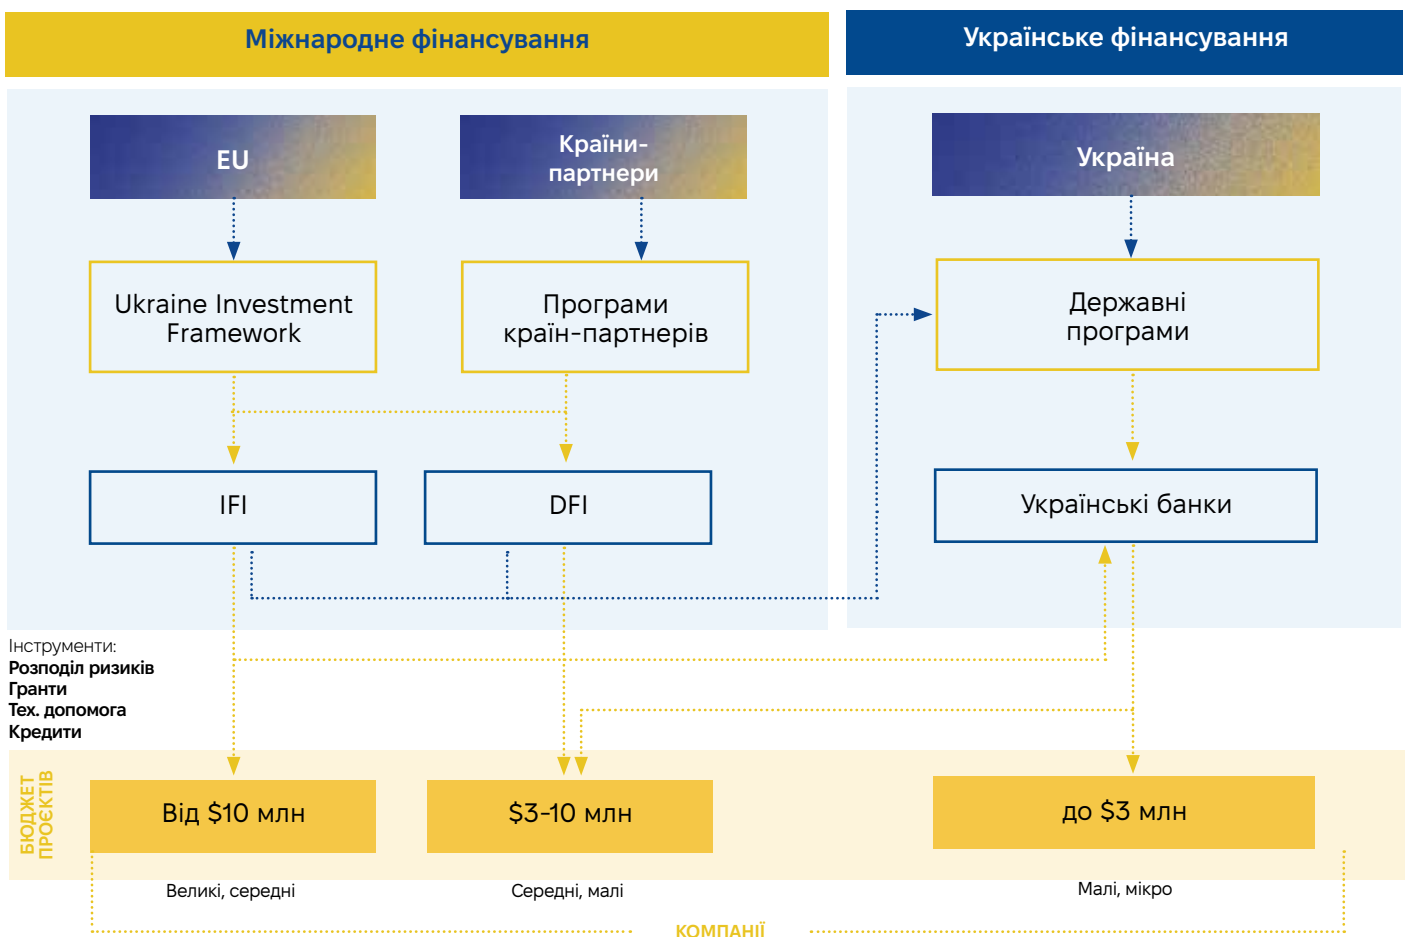 Міжнародне фінансування
Українське фінансування
EU
Країни-
партнери
Україна
Ukraine Investment
Framework
Програми
країн-партнерів
Державні
програми
IFI
DFI
Українські банки
Інструменти:
Розподіл ризиків
Гранти
Тех. допомога
Кредити
БЮДЖЕТ
ПРОЄКТІВ
Від $10 млн
$3-10 млн
до $3 млн
Великі, середні
Середні, малі
Малі, мікро
КОМПАНІЇ